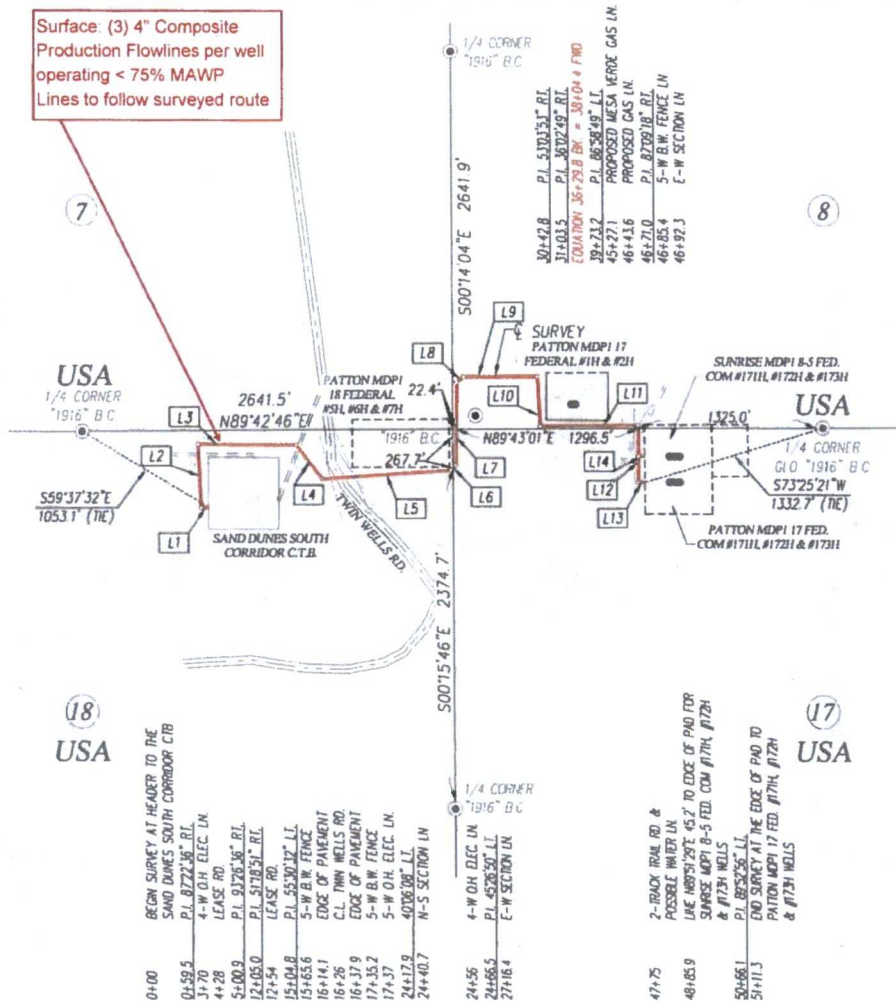 Surface: (3) 4" Composite
Production Flowlines per well
operating < 75% MAWP
Lines to follow surveyed route
1/4 CORNER
"1916" B.C
30+42.8 P.I. 53°03'53" RT.
31+03.5 P.I. 36°02'49" RT.
EQUATION 36+29.8 BK. = 38+04.4 FWD
39+73.2 P.I. 86°58'49" LT.
45+27.1 PROPOSED MESA VERDE GAS LN.
46+43.6 PROPOSED GAS LN.
46+71.0 P.I. 87°09'18" RT.
46+85.4 5-W B.W. FENCE LN
46+92.3 E-W SECTION LN
7
8
S00°14'04"E 2641.9'
L9
SURVEY
PATTON MDP1 17
FEDERAL #1H & #2H
L8
L10
L11
SUNRISE MDP1 8-5 FED.
COM #171H, #172H & #173H
USA
1/4 CORNER
"1916" B.C
2641.5'
N89°42'46"E
L3
PATTON MDP1
18 FEDERAL
#5H, #6H & #7H
22.4'
"1916" B.C
N89°43'01"E 1296.5'
1325.0'
USA
1/4 CORNER
GLO "1916" B.C
L2
267.7'
L7
L14
L12
S59°37'32"E
1053.1' (TIE)
L4
L5
L6
L13
S73°25'21"W
1332.7' (TIE)
L1
SAND DUNES SOUTH
CORRIDOR C.T.B.
TWIN WELLS RD.
PATTON MDP1 17 FED.
COM #171H, #172H & #173H
S00°15'46"E 2374.7'
18
USA
17
USA
1/4 CORNER
"1916" B.C
0+00 BEGIN SURVEY AT HEADER TO THE
SAND DUNES SOUTH CORRIDOR CTB
0+59.5 P.I. 87°22'36" RT.
3+70 4-W O.H. ELEC. LN.
4+28 LEASE RD.
5+00.9 P.I. 93°26'36" RT.
12+05.0 P.I. 51°18'51" RT.
12+54 LEASE RD.
15+04.8 P.I. 55°30'32" LT.
15+65.6 5-W B.W. FENCE
16+14.1 EDGE OF PAVEMENT
16+26 C.L. TWIN WELLS RD.
16+37.9 EDGE OF PAVEMENT
17+35.2 5-W B.W. FENCE
17+37 5-W O.H. ELEC. LN.
24+17.9 40°06'08" LT.
24+40.7 N-S SECTION LN
24+56 4-W O.H. ELEC. LN
24+66.5 P.I. 45°26'50" LT.
27+16.4 E-W SECTION LN.
47+75 2-TRACK TRAIL RD. &
POSSIBLE WATER LN.
48+85.9 LINE N89°51'29"E 45.2' TO EDGE OF PAD FOR
SUNRISE MDP1 8-5 FED. COM #171H, #172H
& #173H WELLS
50+66.1 P.I. 89°52'56" LT.
51+11.3 END SURVEY AT THE EDGE OF PAD TO
PATTON MDP1 17 FED. #171H, #172H
& #173H WELLS